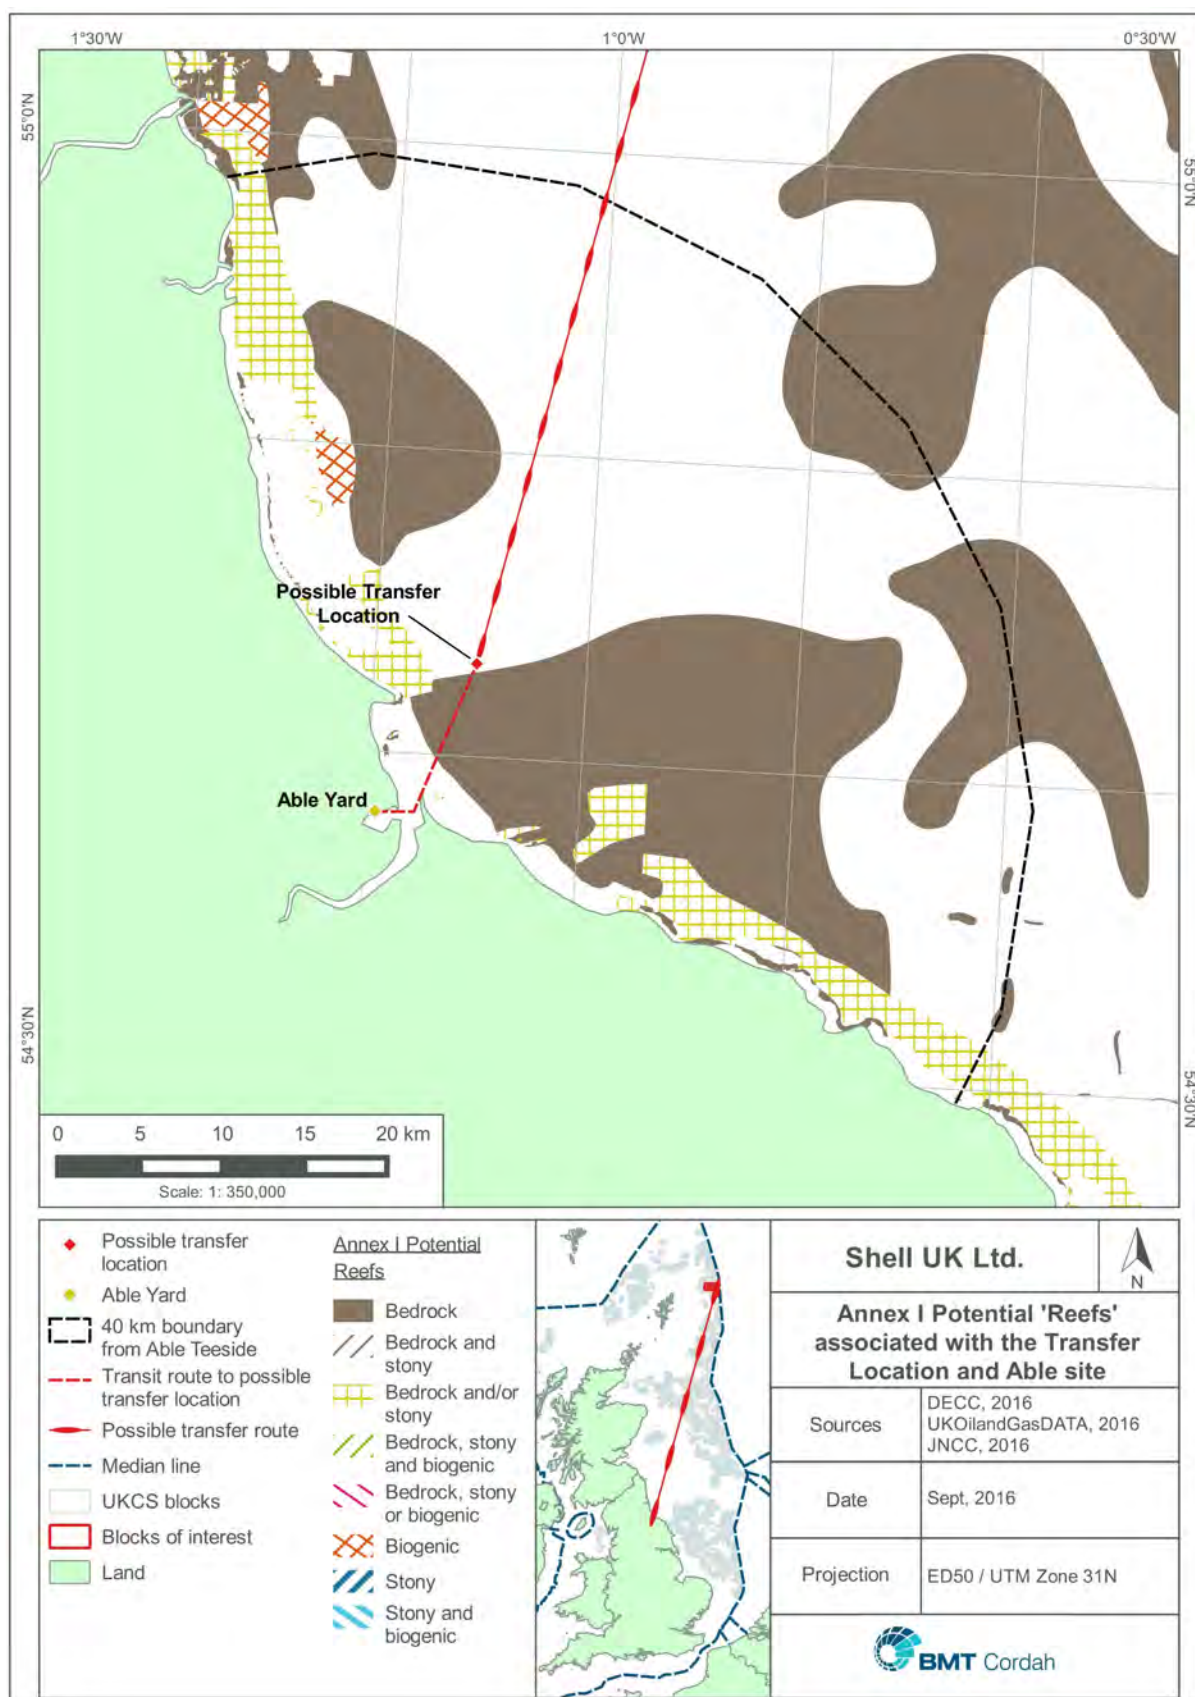 1°30'W
1°0'W
0°30'W
55°0'N
55°0'N
Possible Transfer
Location
Able Yard
54°30'N
54°30'N
0 5 10 15 20 km
Scale: 1: 350,000
Possible transfer
location
Able Yard
40 km boundary
from Able Teeside
Transit route to possible
transfer location
Possible transfer route
Median line
UKCS blocks
Blocks of interest
Land
Annex I Potential
Reefs
Bedrock
Bedrock and
stony
Bedrock and/or
stony
Bedrock, stony
and biogenic
Bedrock, stony
or biogenic
Biogenic
Stony
Stony and
biogenic
Shell UK Ltd.
N
Annex I Potential 'Reefs'
associated with the Transfer
Location and Able site
Sources
DECC, 2016
UKOilandGasDATA, 2016
JNCC, 2016
Date
Sept, 2016
Projection
ED50 / UTM Zone 31N
BMT Cordah